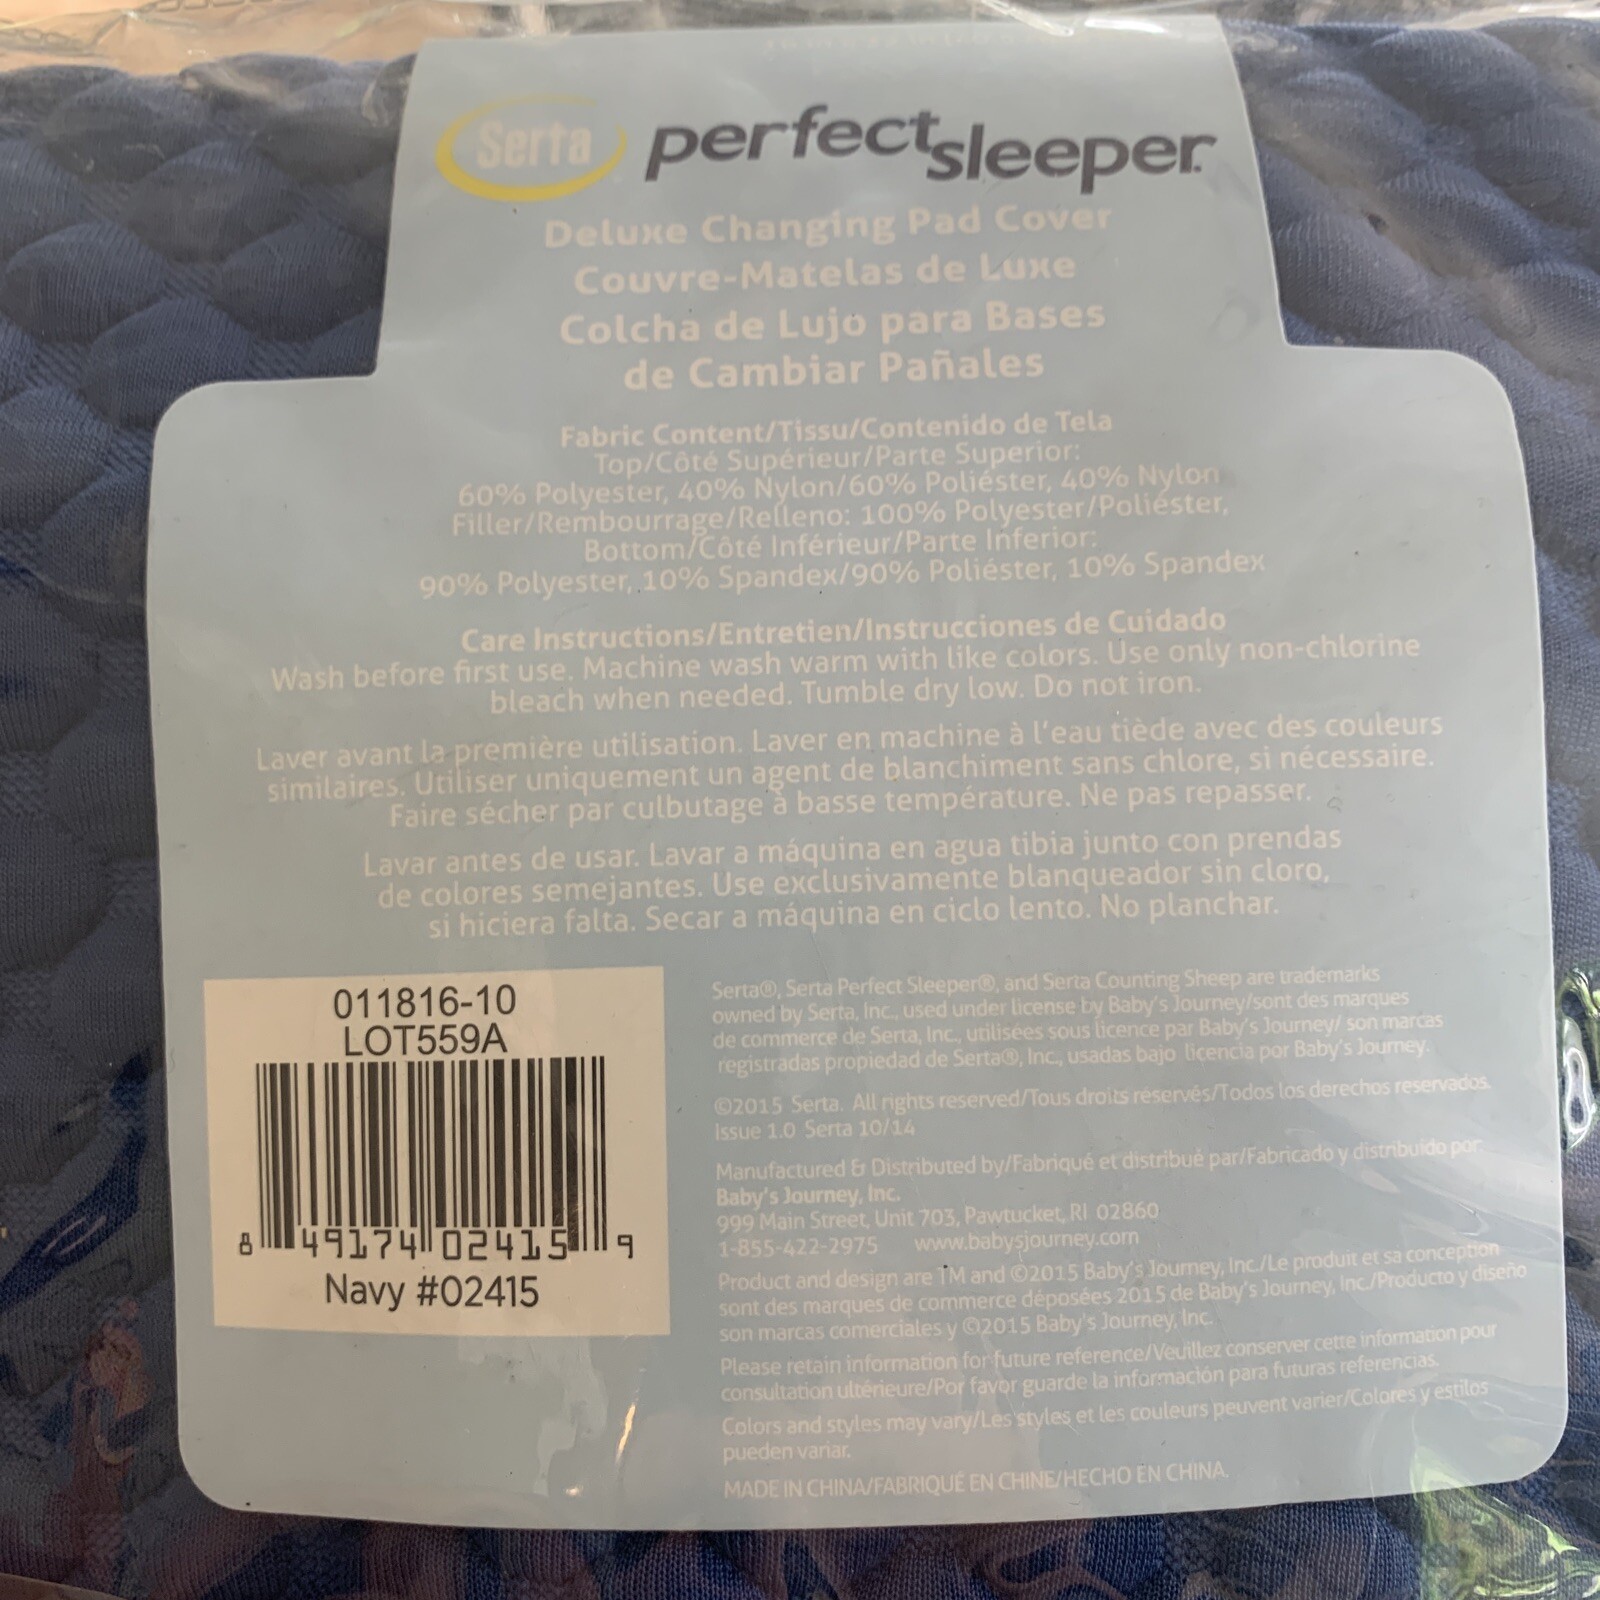 Serta perfectsleeper
Deluxe Changing Pad Cover
Couvre-Matelas de Luxe
Colcha de Lujo para Bases
de Cambiar Pañales
Fabric Content/Tissu/Contenido de Tela
Top/Côté Supérieur/Parte Superior:
60% Polyester, 40% Nylon/60% Poliéster, 40% Nylon
Filler/Rembourrage/Relleno: 100% Polyester/Poliéster,
Bottom/Côté Inférieur/Parte Inferior:
90% Polyester, 10% Spandex/90% Poliéster, 10% Spandex
Care Instructions/Entretien/Instrucciones de Cuidado
Wash before first use. Machine wash warm with like colors. Use only non-chlorine
bleach when needed. Tumble dry low. Do not iron.
Laver avant la première utilisation. Laver en machine à l'eau tiède avec des couleurs
similaires. Utiliser uniquement un agent de blanchiment sans chlore, si nécessaire.
Faire sécher par culbutage à basse température. Ne pas repasser.
Lavar antes de usar. Lavar a máquina en agua tibia junto con prendas
de colores semejantes. Use exclusivamente blanqueador sin cloro,
si hiciera falta. Secar a máquina en ciclo lento. No planchar.
011816-10
LOT559A
8 49174 02415 9
Navy #02415
Serta®, Serta Perfect Sleeper®, and Serta Counting Sheep are trademarks
owned by Serta, Inc., used under license by Baby's Journey/sont des marques
de commerce de Serta, Inc., utilisées sous licence par Baby's Journey/ son marcas
registradas propiedad de Serta®, Inc., usadas bajo licencia por Baby's Journey.
©2015 Serta. All rights reserved/Tous droits réservés/Todos los derechos reservados.
issue 1.0 Serta 10/14
Manufactured & Distributed by/Fabriqué et distribué par/Fabricado y distribuido por:
Baby's Journey, Inc.
999 Main Street, Unit 703, Pawtucket, RI 02860
1-855-422-2975 www.babysjourney.com
Product and design are TM and ©2015 Baby's Journey, Inc./Le produit et sa conception
sont des marques de commerce déposées 2015 de Baby's Journey, Inc./Producto y diseño
son marcas comerciales y ©2015 Baby's Journey, Inc.
Please retain information for future reference/Veuillez conserver cette information pour
consultation ultérieure/Por favor guarde la información para futuras referencias.
Colors and styles may vary/Les styles et les couleurs peuvent varier/Colores y estilos
pueden variar.
MADE IN CHINA/FABRIQUÉ EN CHINE/HECHO EN CHINA.